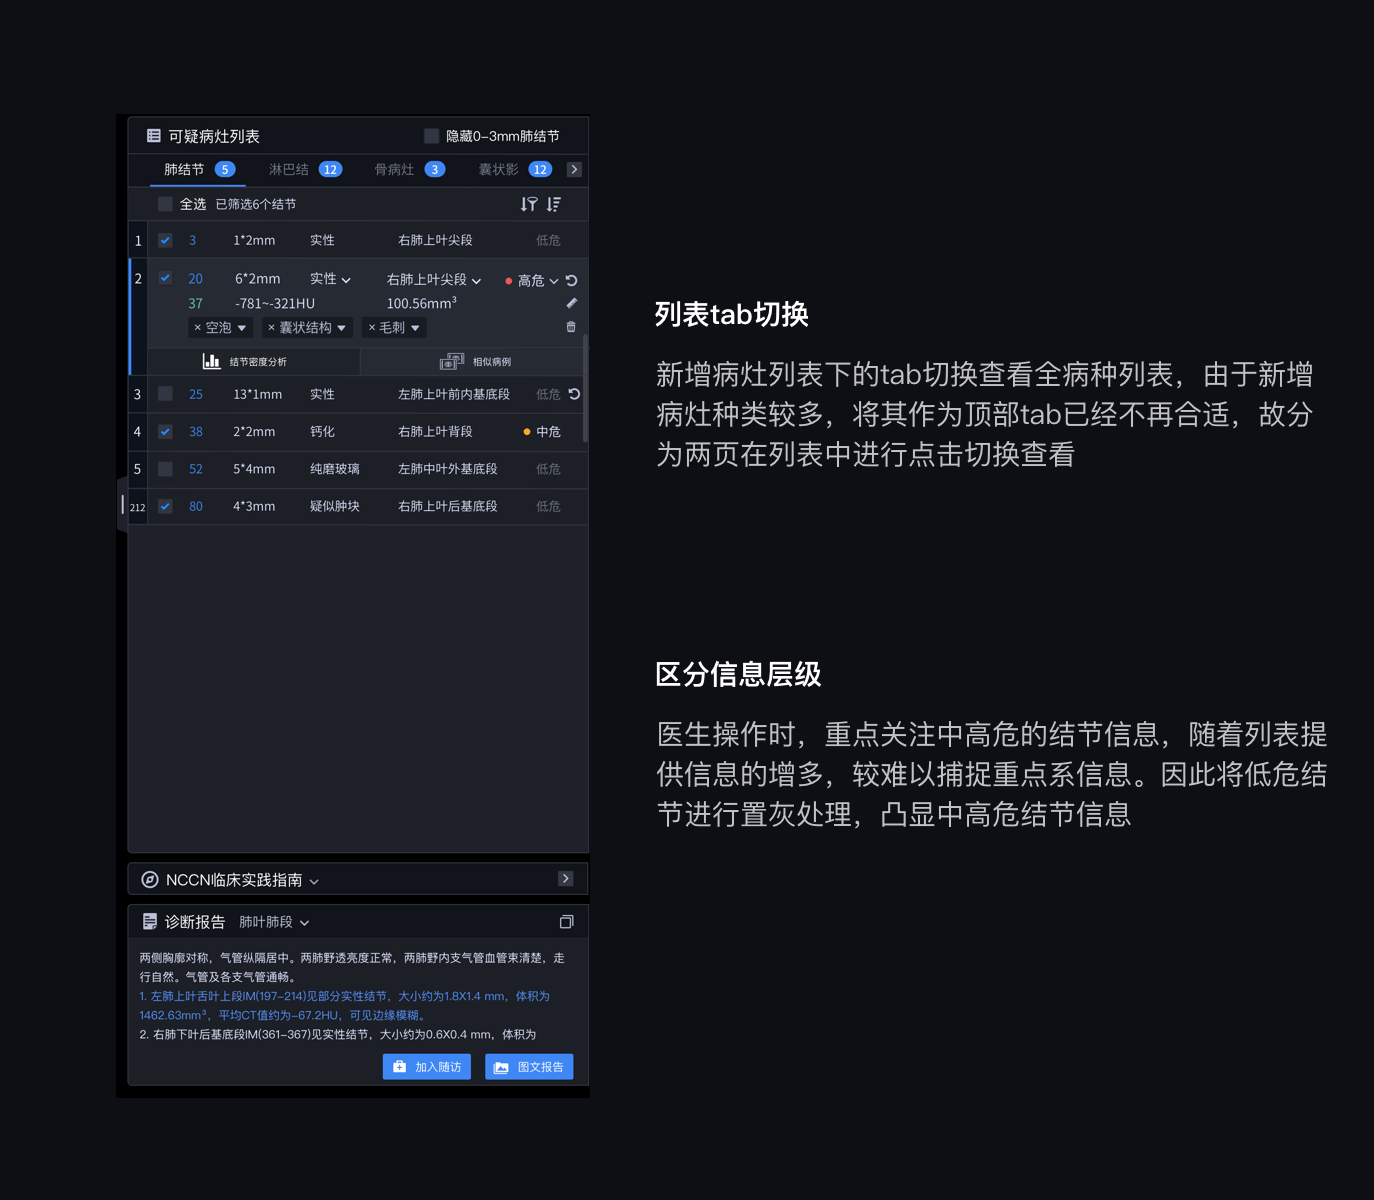 可疑病灶列表 隐藏0-3mm肺结节
肺结节 5 淋巴结 12 骨病灶 3 囊状影 12
全选 已筛选6个结节
1 3 1*2mm 实性 右肺上叶尖段 低危
2 20 6*2mm 实性 右肺上叶尖段 高危
37 -781~-321HU 100.56mm³
× 空泡 × 囊状结构 × 毛刺
结节密度分析 相似病例
3 25 13*1mm 实性 左肺上叶前内基底段 低危
4 38 2*2mm 钙化 右肺上叶背段 中危
5 52 5*4mm 纯磨玻璃 左肺中叶外基底段 低危
212 80 4*3mm 疑似肿块 右肺上叶后基底段 低危
NCCN临床实践指南
诊断报告 肺叶肺段
两侧胸廓对称，气管纵隔居中。两肺野透亮度正常，两肺野内支气管血管束清楚，走
行自然。气管及各支气管通畅。
1. 左肺上叶舌叶上段IM(197-214)见部分实性结节，大小约为1.8X1.4 mm，体积为
1462.63mm³，平均CT值约为-67.2HU，可见边缘模糊。
2. 右肺下叶后基底段IM(361-367)见实性结节，大小约为0.6X0.4 mm，体积为
加入随访 图文报告
列表tab切换
新增病灶列表下的tab切换查看全病种列表，由于新增
病灶种类较多，将其作为顶部tab已经不再合适，故分
为两页在列表中进行点击切换查看
区分信息层级
医生操作时，重点关注中高危的结节信息，随着列表提
供信息的增多，较难以捕捉重点系信息。因此将低危结
节进行置灰处理，凸显中高危结节信息